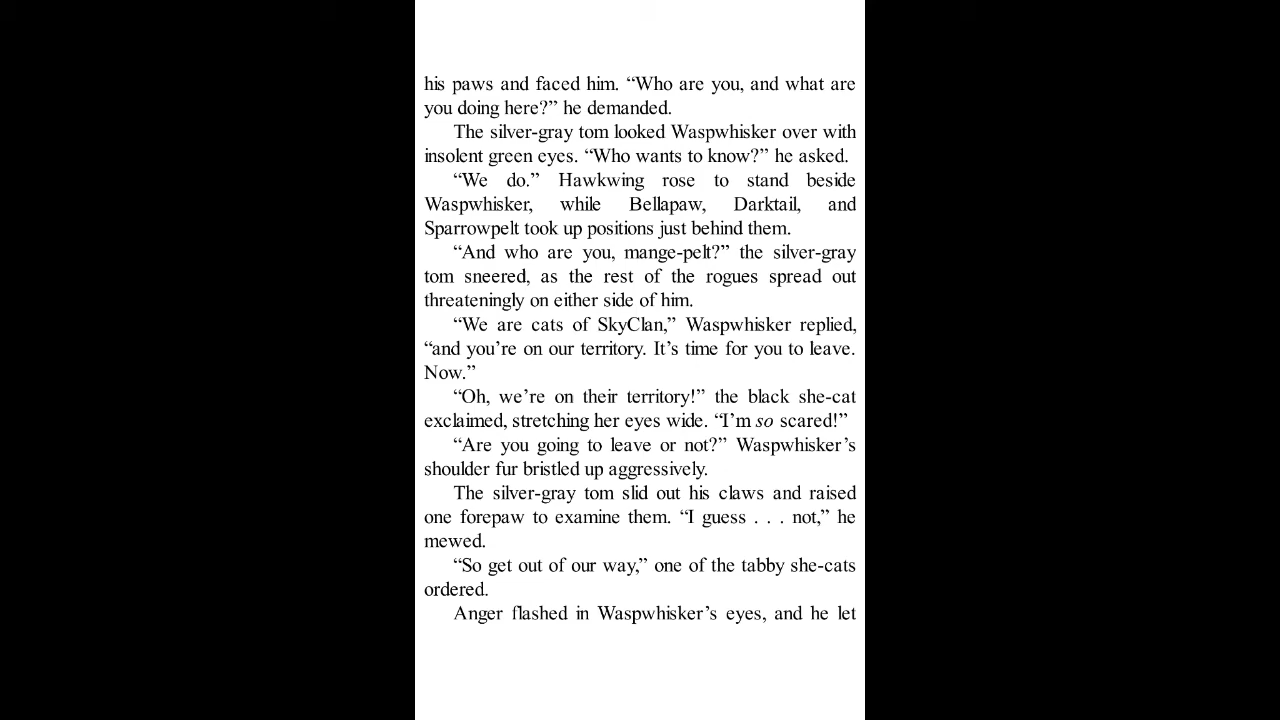 his paws and faced him. “Who are you, and what are
you doing here?” he demanded.
The silver-gray tom looked Waspwhisker over with
insolent green eyes. “Who wants to know?” he asked.
“We do.” Hawkwing rose to stand beside
Waspwhisker, while Bellapaw, Darktail, and
Sparrowpelt took up positions just behind them.
“And who are you, mange-pelt?” the silver-gray
tom sneered, as the rest of the rogues spread out
threateningly on either side of him.
“We are cats of SkyClan,” Waspwhisker replied,
“and you’re on our territory. It’s time for you to leave.
Now.”
“Oh, we’re on their territory!” the black she-cat
exclaimed, stretching her eyes wide. “I’m so scared!”
“Are you going to leave or not?” Waspwhisker’s
shoulder fur bristled up aggressively.
The silver-gray tom slid out his claws and raised
one forepaw to examine them. “I guess . . . not,” he
mewed.
“So get out of our way,” one of the tabby she-cats
ordered.
Anger flashed in Waspwhisker’s eyes, and he let